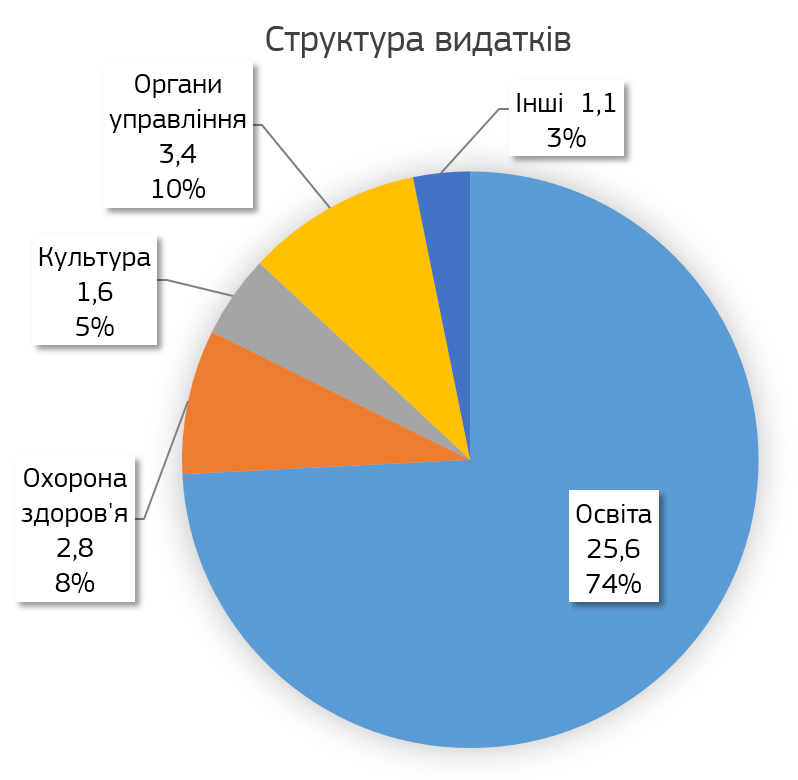 Структура видатків
Органи
управління
3,4
10%
Інші 1,1
3%
Культура
1,6
5%
Охорона
здоров'я
2,8
8%
Освіта
25,6
74%